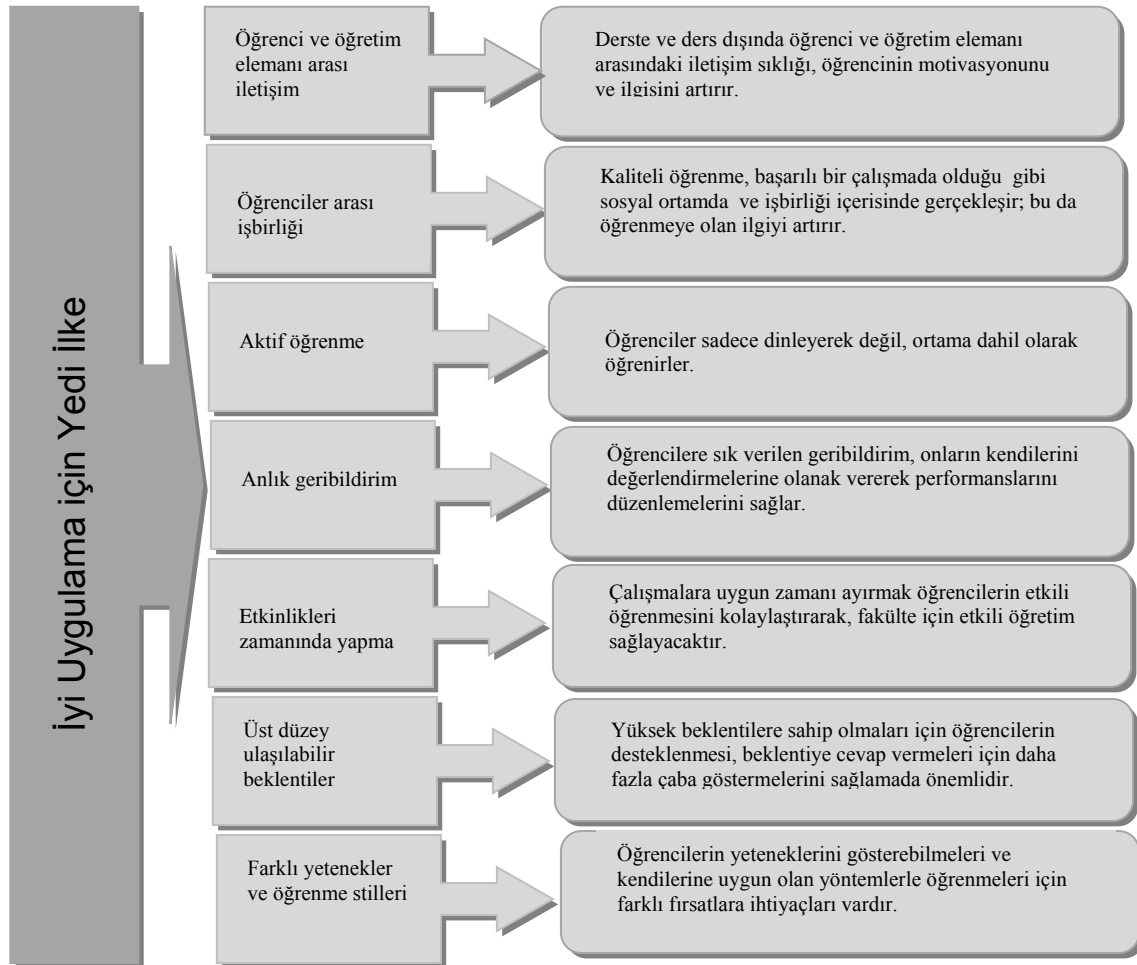 İyi Uygulama için Yedi İlke
Öğrenci ve öğretim
elemanı arası
iletişim
Derste ve ders dışında öğrenci ve öğretim elemanı
arasındaki iletişim sıklığı, öğrencinin motivasyonunu
ve ilgisini artırır.
Öğrenciler arası
işbirliği
Kaliteli öğrenme, başarılı bir çalışmada olduğu gibi
sosyal ortamda ve işbirliği içerisinde gerçekleşir; bu da
öğrenmeye olan ilgiyi artırır.
Aktif öğrenme
Öğrenciler sadece dinleyerek değil, ortama dahil olarak
öğrenirler.
Anlık geribildirim
Öğrencilere sık verilen geribildirim, onların kendilerini
değerlendirmelerine olanak vererek performanslarını
düzenlemelerini sağlar.
Etkinlikleri
zamanında yapma
Çalışmalara uygun zamanı ayırmak öğrencilerin etkili
öğrenmesini kolaylaştırarak, fakülte için etkili öğretim
sağlayacaktır.
Üst düzey
ulaşılabilir
beklentiler
Yüksek beklentilere sahip olmaları için öğrencilerin
desteklenmesi, beklentiye cevap vermeleri için daha
fazla çaba göstermelerini sağlamada önemlidir.
Farklı yetenekler
ve öğrenme stilleri
Öğrencilerin yeteneklerini gösterebilmeleri ve
kendilerine uygun olan yöntemlerle öğrenmeleri için
farklı fırsatlara ihtiyaçları vardır.